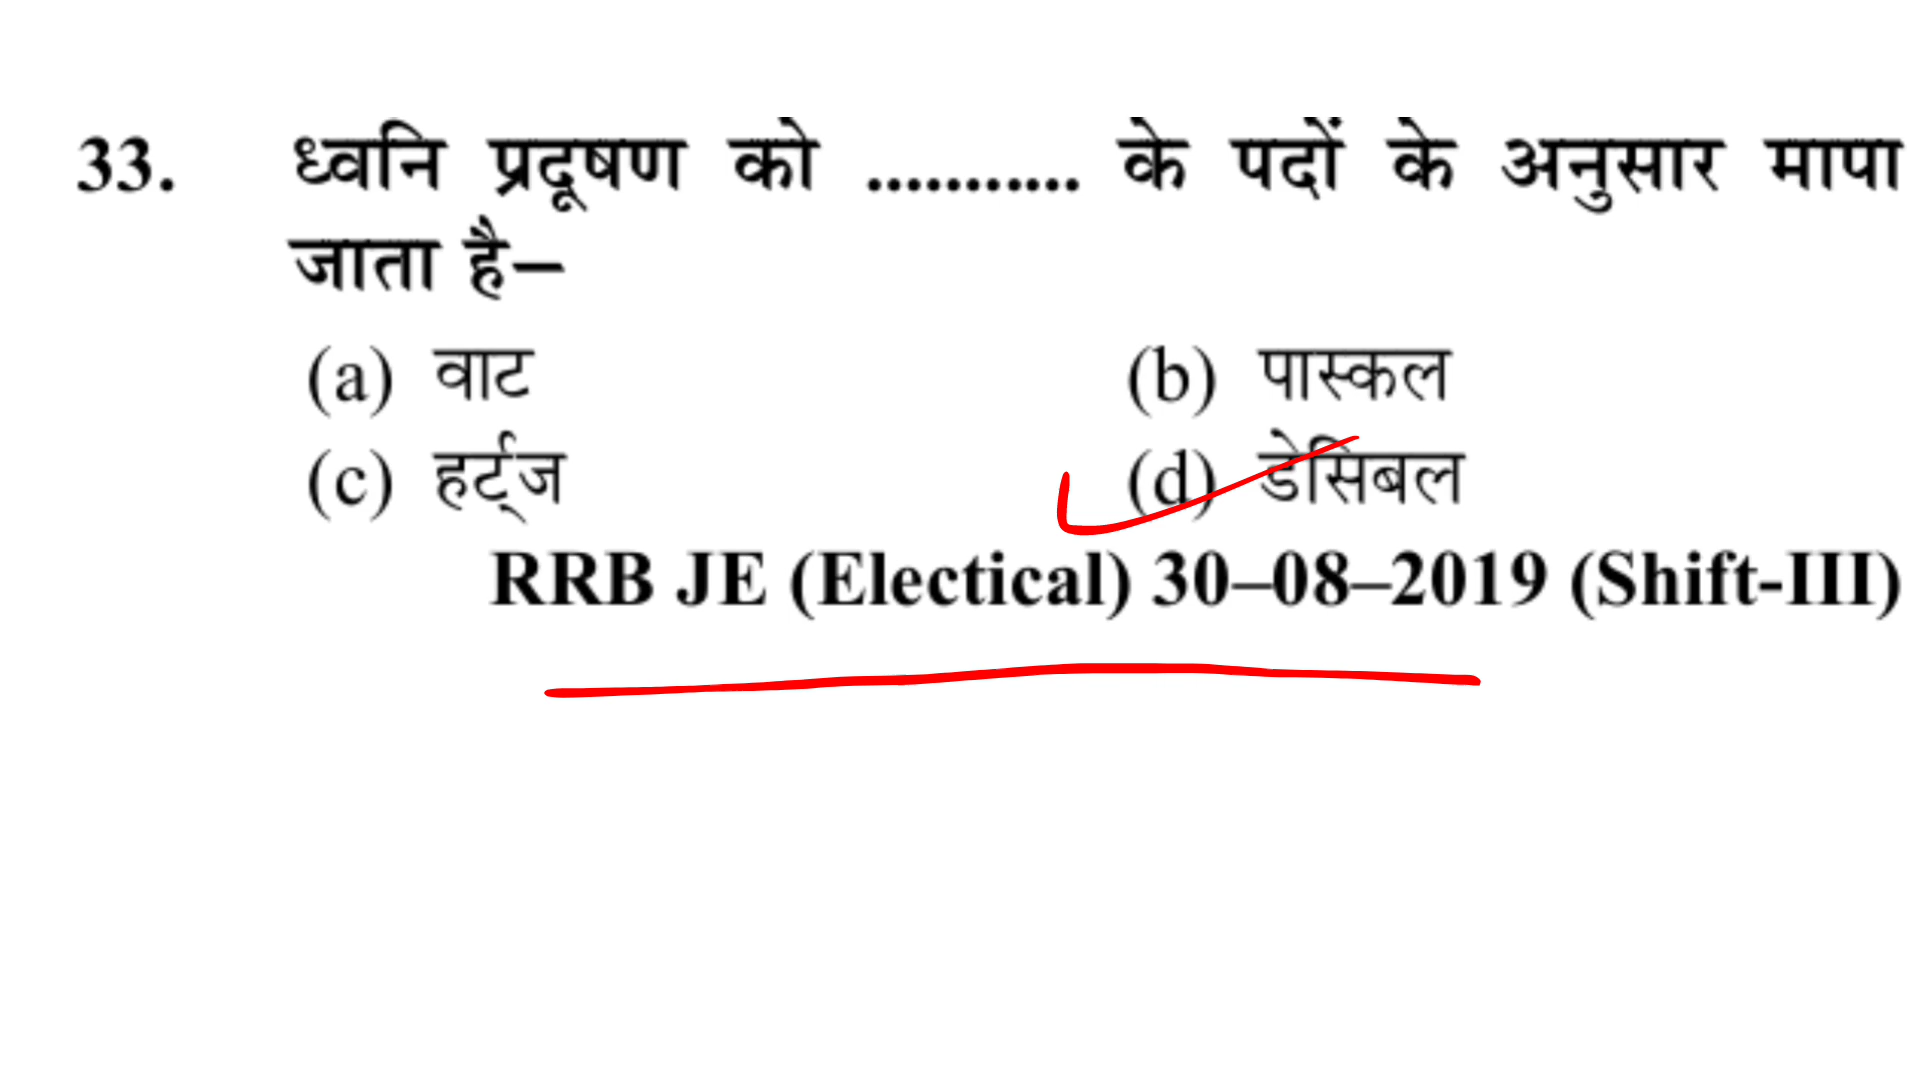 33. ध्वनि प्रदूषण को ........... के पदों के अनुसार मापा
जाता है–
(a) वाट (b) पास्कल
(c) हर्ट्ज (d) डेसिबल
RRB JE (Electical) 30–08–2019 (Shift-III)